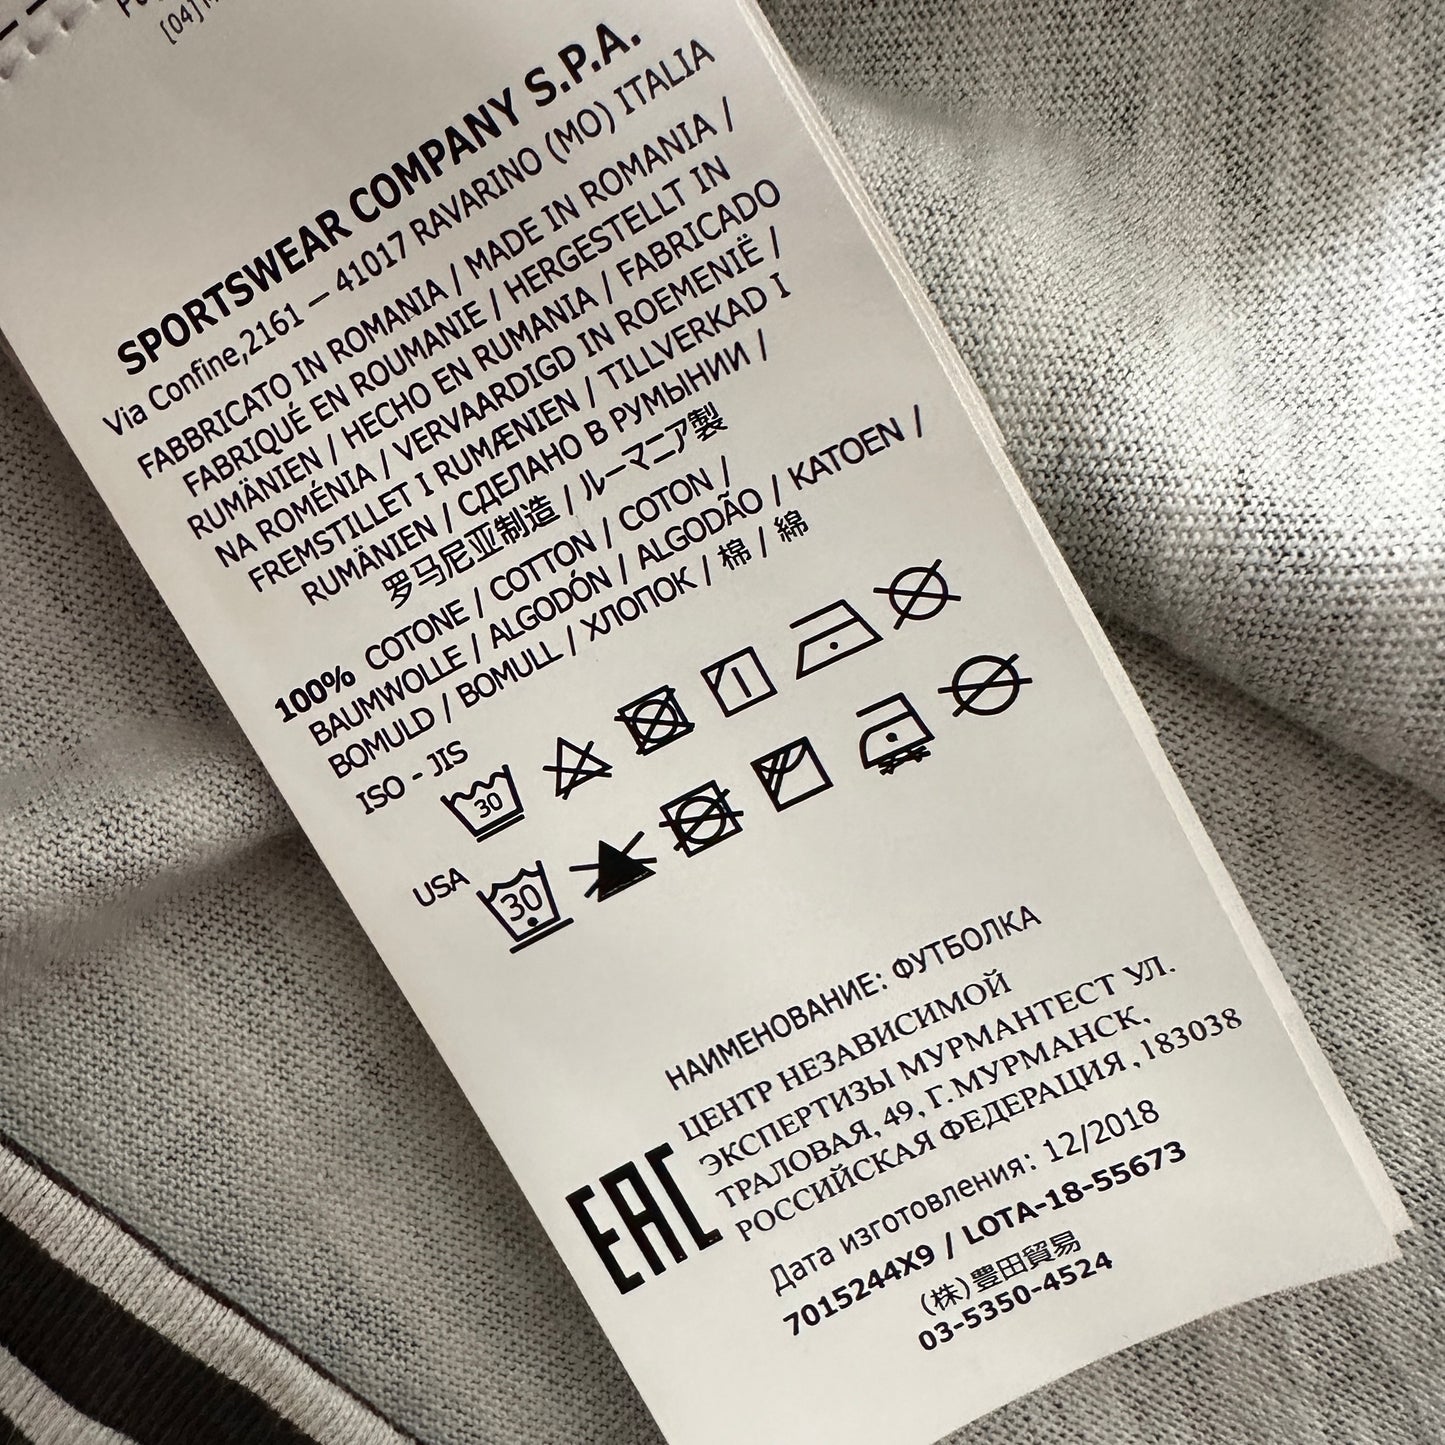 [04]
SPORTSWEAR COMPANY S.P.A.
Via Confine,2161 – 41017 RAVARINO (MO) ITALIA
FABBRICATO IN ROMANIA / MADE IN ROMANIA /
FABRIQUÉ EN ROUMANIE / HERGESTELLT IN
RUMÄNIEN / HECHO EN RUMANIA / FABRICADO
NA ROMÉNIA / VERVAARDIGD IN ROEMENIË /
FREMSTILLET I RUMÆNIEN / TILLVERKAD I
RUMÄNIEN / СДЕЛАНО В РУМЫНИИ /
罗马尼亚制造 / ルーマニア製
100% COTONE / COTTON / COTON /
BAUMWOLLE / ALGODÓN / ALGODÃO / KATOEN /
BOMULD / BOMULL / ХЛОПОК / 棉 / 綿
ISO - JIS
30
USA
30
НАИМЕНОВАНИЕ: ФУТБОЛКА
ЦЕНТР НЕЗАВИСИМОЙ
ЭКСПЕРТИЗЫ МУРМАНТЕСТ УЛ.
ТРАЛОВАЯ, 49, Г.МУРМАНСК,
РОССИЙСКАЯ ФЕДЕРАЦИЯ , 183038
EAC
Дата изготовления: 12/2018
7015244X9 / LOTA-18-55673
(株)豊田貿易
03-5350-4524